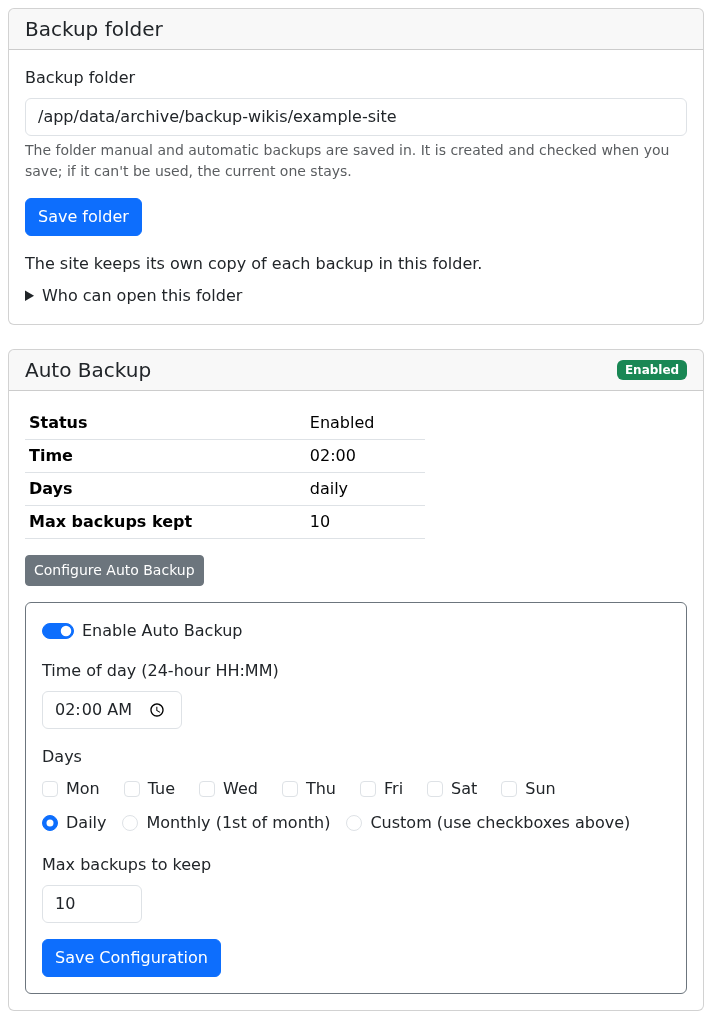 Backup folder
Backup folder
/app/data/archive/backup-wikis/example-site
The folder manual and automatic backups are saved in. It is created and checked when you
save; if it can't be used, the current one stays.
Save folder
The site keeps its own copy of each backup in this folder.
Who can open this folder
Auto Backup Enabled
Status Enabled
Time 02:00
Days daily
Max backups kept 10
Configure Auto Backup
Enable Auto Backup
Time of day (24-hour HH:MM)
02:00 AM
Days
Mon Tue Wed Thu Fri Sat Sun
Daily Monthly (1st of month) Custom (use checkboxes above)
Max backups to keep
10
Save Configuration